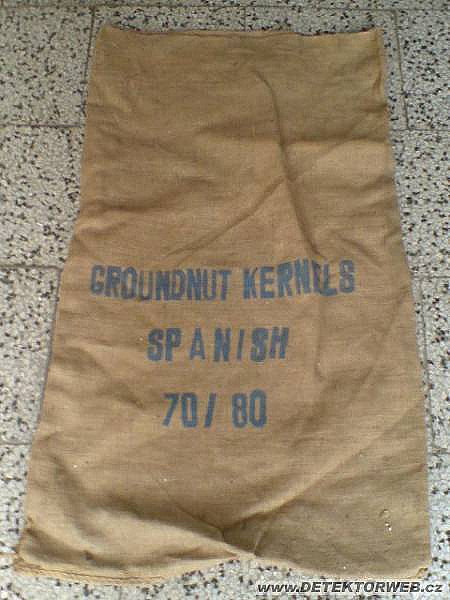 GROUNDNUT KERNELS
SPANISH
70/ 80
www.DETEKTORWEB.cz